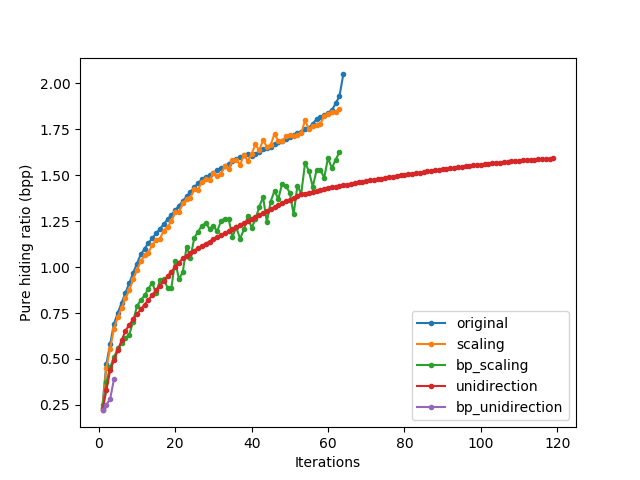 2.00
1.75
1.50
1.25
1.00
0.75
0.50
0.25
Pure hiding ratio (bpp)
0 20 40 60 80 100 120
Iterations
original
scaling
bp_scaling
unidirection
bp_unidirection